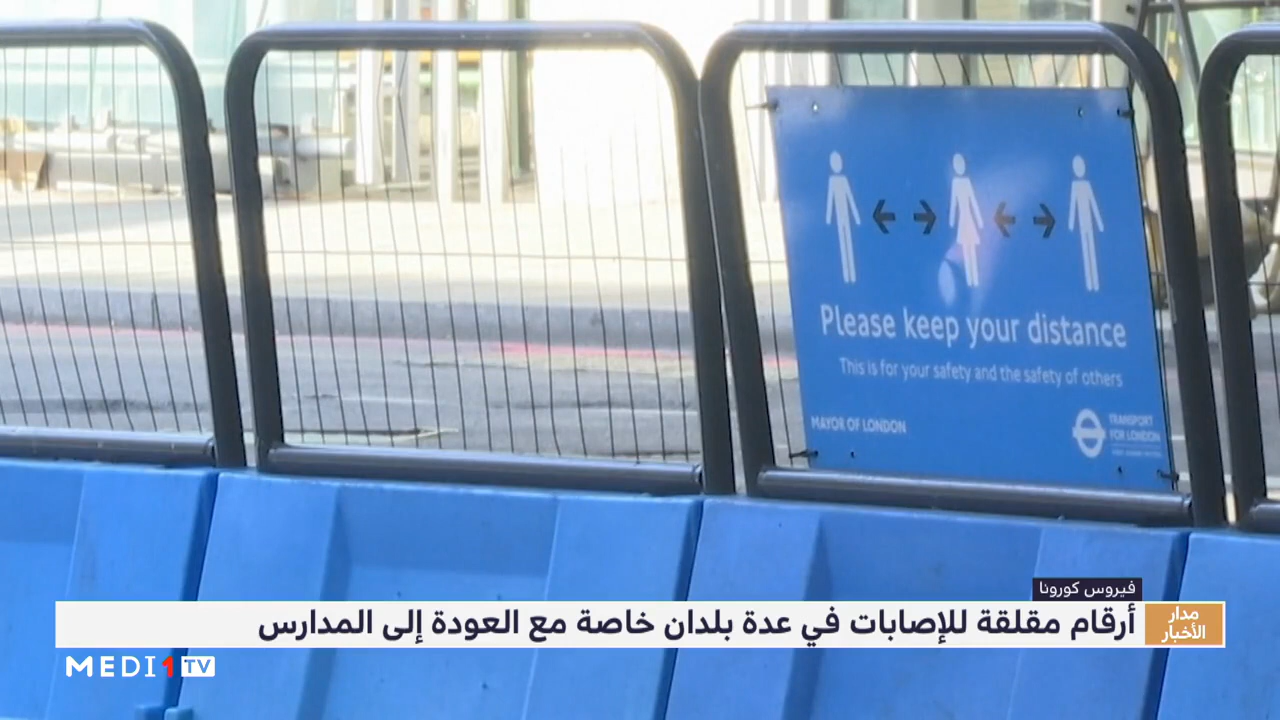 Please keep your distance
This is for your safety and the safety of others
MAYOR OF LONDON
TRANSPORT
FOR LONDON
فيروس كورونا
مدار
الأخبار
أرقام مقلقة للإصابات في عدة بلدان خاصة مع العودة إلى المدارس
MEDI1TV